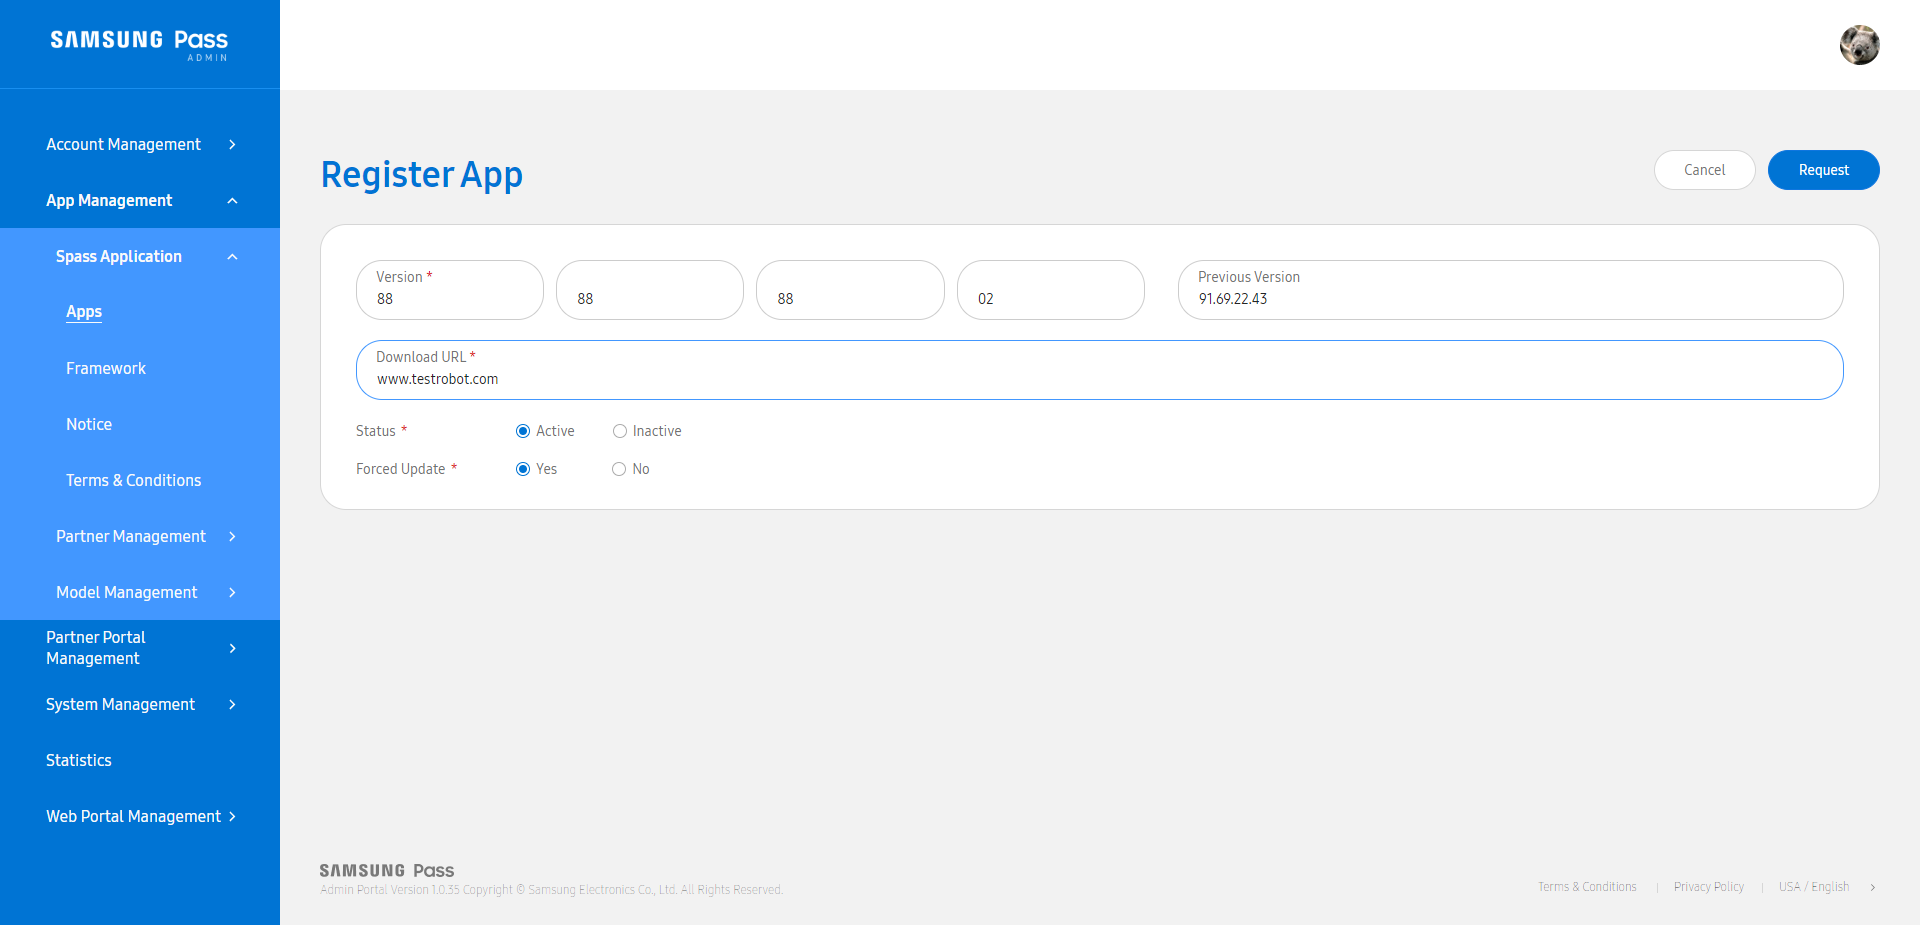 SAMSUNG Pass
ADMIN
Account Management
App Management
Spass Application
Apps
Framework
Notice
Terms & Conditions
Partner Management
Model Management
Partner Portal
Management
System Management
Statistics
Web Portal Management
Register App
Cancel
Request
Version *
88
88
88
02
Previous Version
91.69.22.43
Download URL *
www.testrobot.com
Status *
Active
Inactive
Forced Update *
Yes
No
SAMSUNG Pass
Admin Portal Version 1.0.35 Copyright © Samsung Electronics Co., Ltd. All Rights Reserved.
Terms & Conditions | Privacy Policy | USA / English